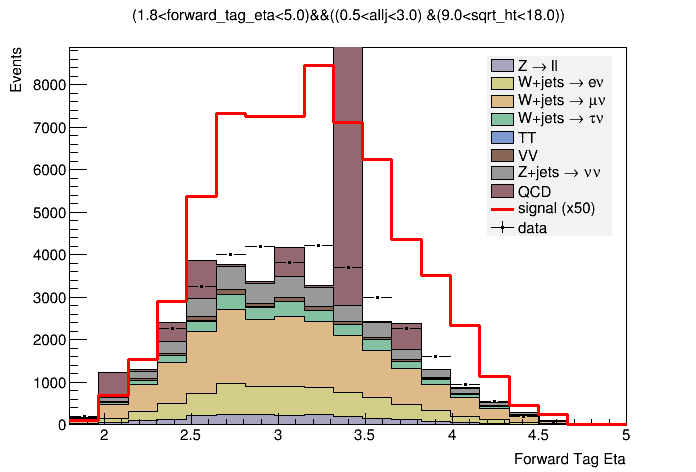 (1.8<forward_tag_eta<5.0)&&((0.5<allj<3.0) &(9.0<sqrt_ht<18.0))
Events
8000
7000
6000
5000
4000
3000
2000
1000
0
Z → ll
W+jets → eν
W+jets → μν
W+jets → τν
TT
VV
Z+jets → νν
QCD
signal (x50)
data
2 2.5 3 3.5 4 4.5 5
Forward Tag Eta